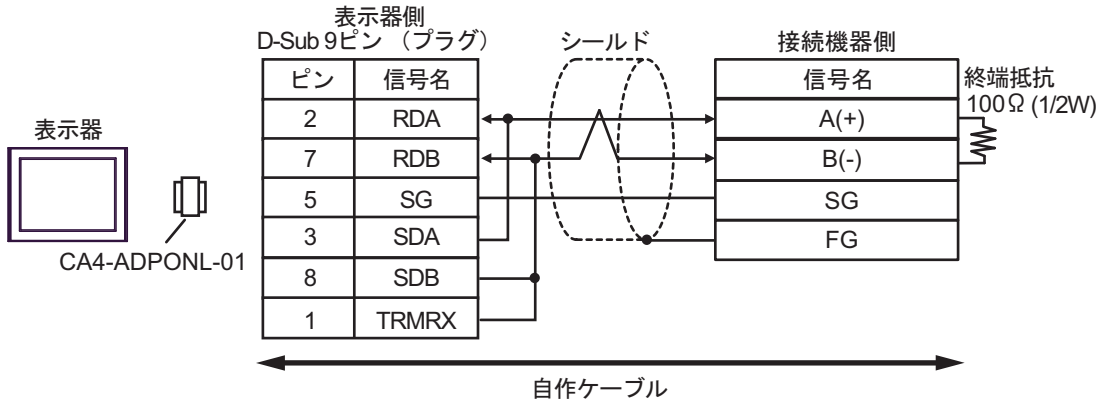 表示器側
D-Sub 9ピン （プラグ）
シールド
接続機器側
ピン 信号名
信号名
終端抵抗
100Ω (1/2W)
2 RDA
A(+)
表示器
7 RDB
B(-)
5 SG
SG
3 SDA
FG
CA4-ADPONL-01
8 SDB
1 TRMRX
自作ケーブル